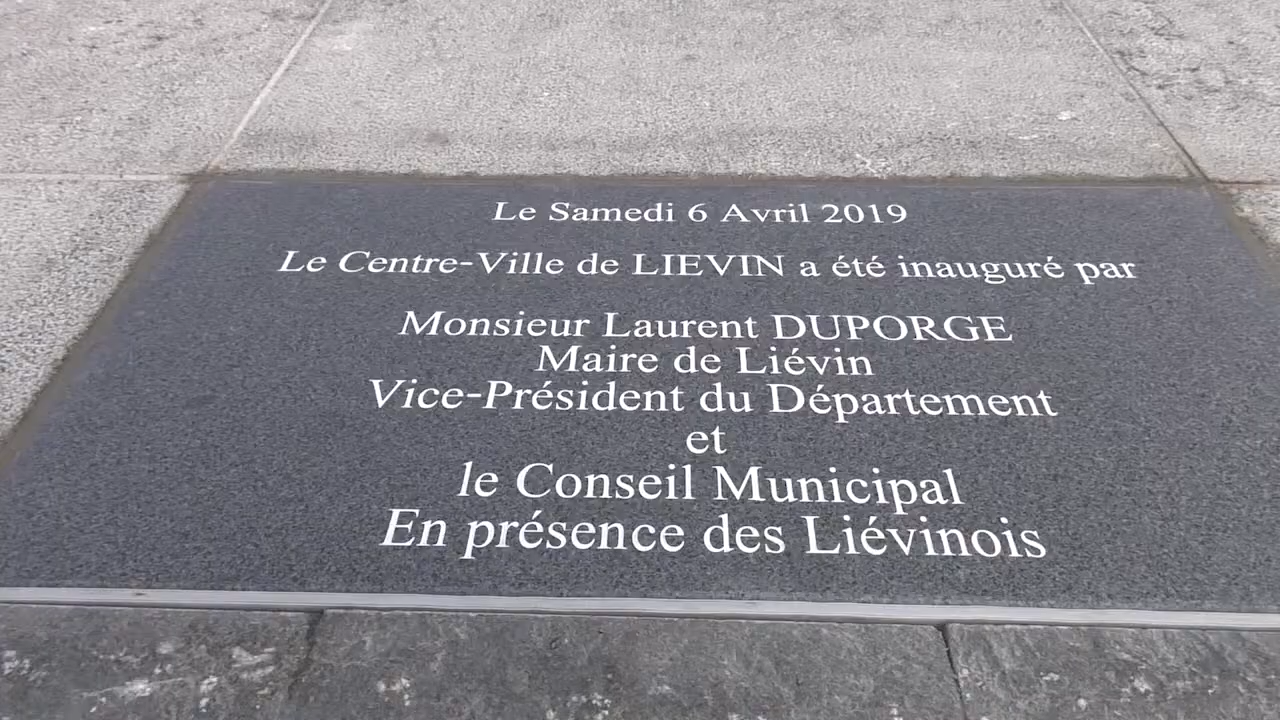 Le Samedi 6 Avril 2019
Le Centre-Ville de LIEVIN a été inauguré par
Monsieur Laurent DUPORGE
Maire de Liévin
Vice-Président du Département
et
le Conseil Municipal
En présence des Liévinois